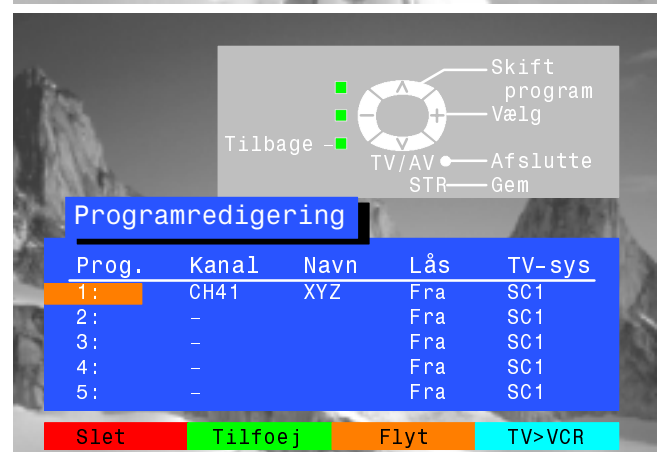 Skift
program
Vælg
Tilbage –
TV/AV Afslutte
STR Gem
Programredigering
Prog. Kanal Navn Lås TV-sys
1: CH41 XYZ Fra SC1
2: – Fra SC1
3: – Fra SC1
4: – Fra SC1
5: – Fra SC1
Slet Tilfoej Flyt TV>VCR